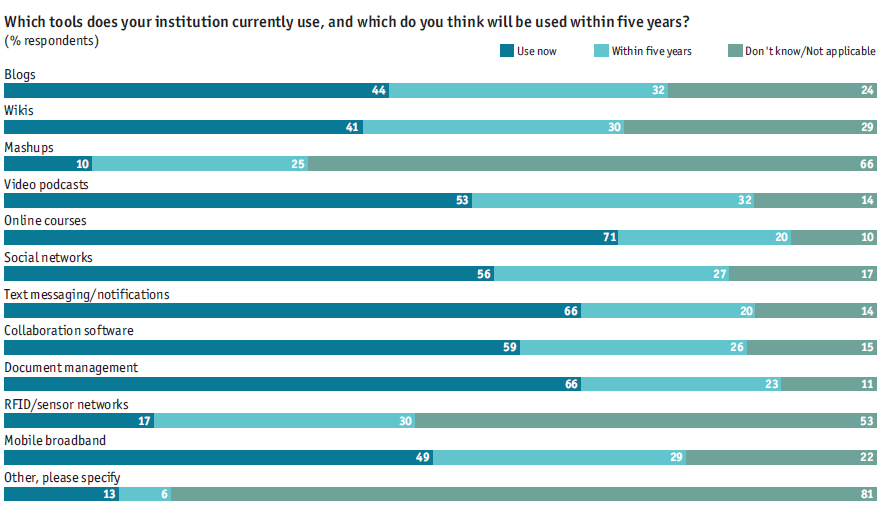 Which tools does your institution currently use, and which do you think will be used within five years?
(% respondents)
Use now Within five years Don't know/Not applicable
Blogs
44 32 24
Wikis
41 30 29
Mashups
10 25 66
Video podcasts
53 32 14
Online courses
71 20 10
Social networks
56 27 17
Text messaging/notifications
66 20 14
Collaboration software
59 26 15
Document management
66 23 11
RFID/sensor networks
17 30 53
Mobile broadband
49 29 22
Other, please specify
13 6 81